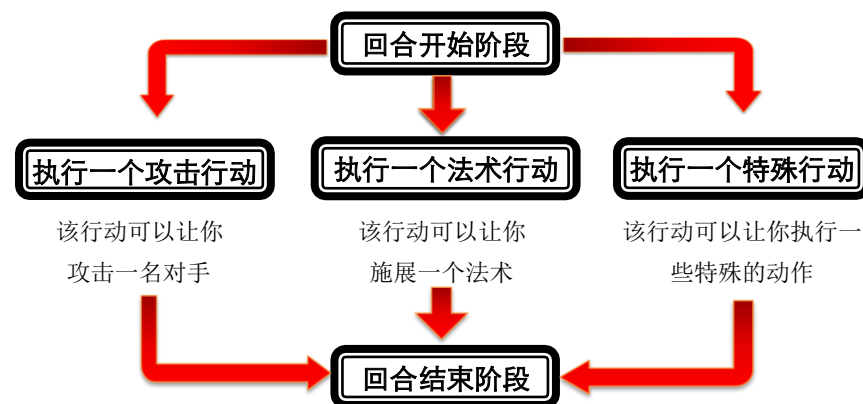 回合开始阶段
执行一个攻击行动
执行一个法术行动
执行一个特殊行动
该行动可以让你
攻击一名对手
该行动可以让你
施展一个法术
该行动可以让你执行一
些特殊的动作
回合结束阶段